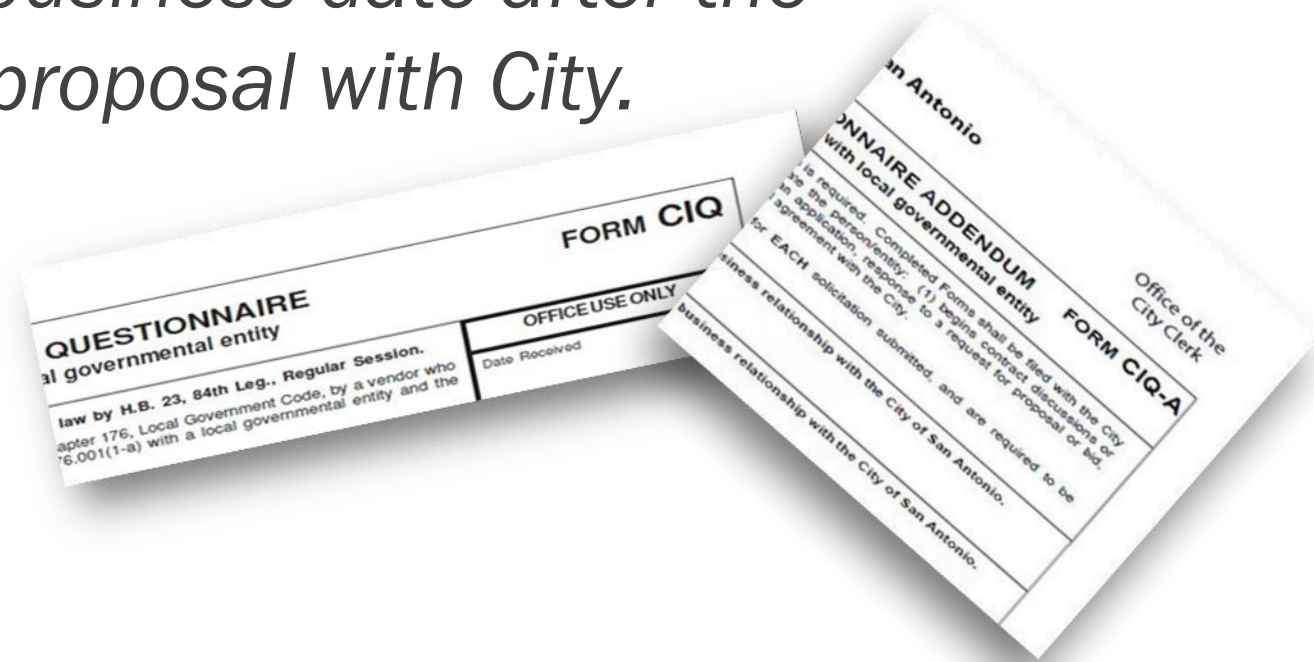 business date after the
proposal with City.
FORM CIQ
QUESTIONNAIRE
al governmental entity
OFFICE USE ONLY
law by H.B. 23, 84th Leg., Regular Session.
Date Received
apter 176, Local Government Code, by a vendor who
6.001(1-a) with a local governmental entity and the
an Antonio
Office of the
City Clerk
ONNAIRE ADDENDUM FORM CIQ-A
with local governmental entity
is required. Completed Forms shall be filed with the City
the person/entity: (1) begins contract discussions or
an application, response to a request for proposal or bid,
agreement with the City.
for EACH solicitation submitted, and are required to be
siness relationship with the City of San Antonio.
business relationship with the City of San Antonio.